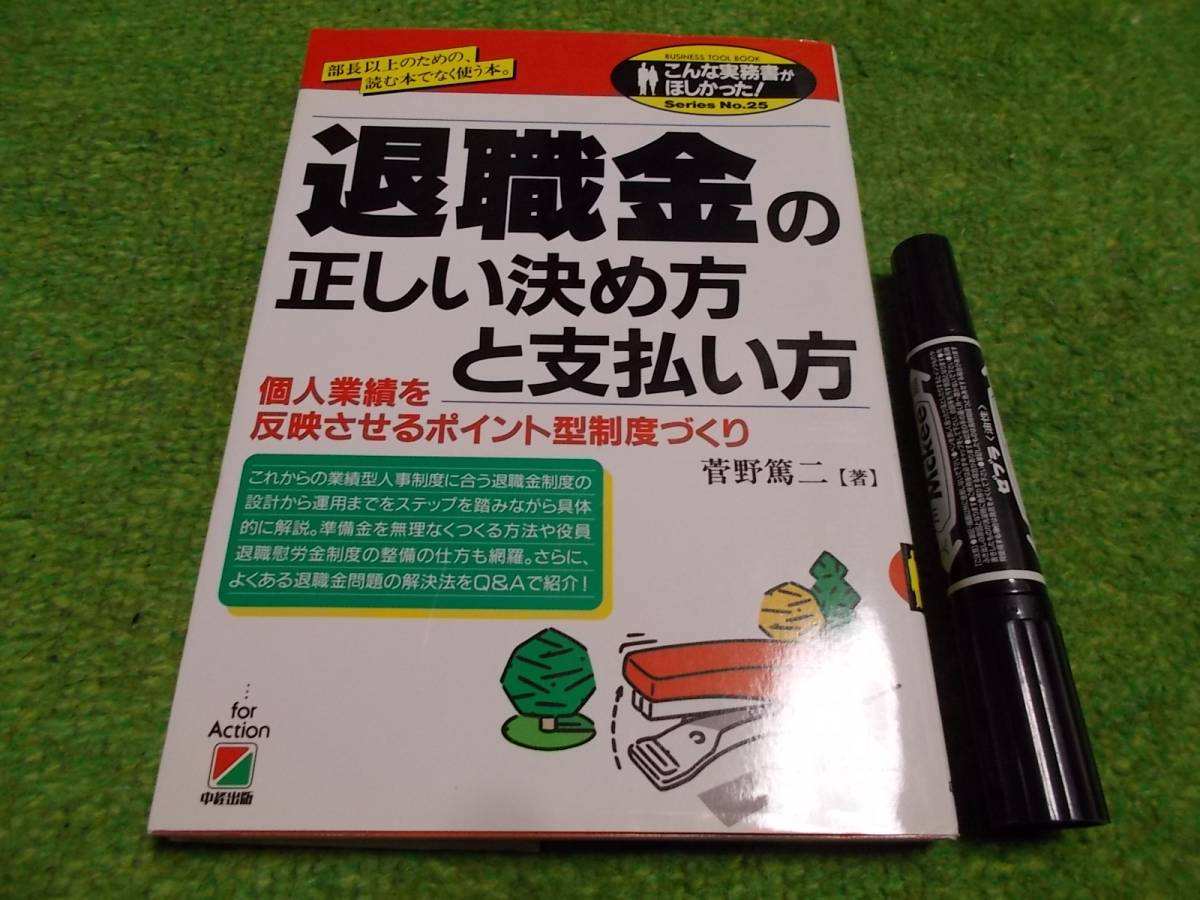 部長以上のための、
読む本でなく使う本。
BUSINESS TOOL BOOK
こんな実務書が
ほしかった!
Series No.25
退職金の
正しい決め方
と支払い方
個人業績を
反映させるポイント型制度づくり
菅野篤二【著】
これからの業績型人事制度に合う退職金制度の
設計から運用までをステップを踏みながら具体
的に解説。準備金を無理なくつくる方法や役員
退職慰労金制度の整備の仕方も網羅。さらに、
よくある退職金問題の解決法をQ&Aで紹介!
…for
Action
中経出版
Mckee
ゼブラ〈油性〉